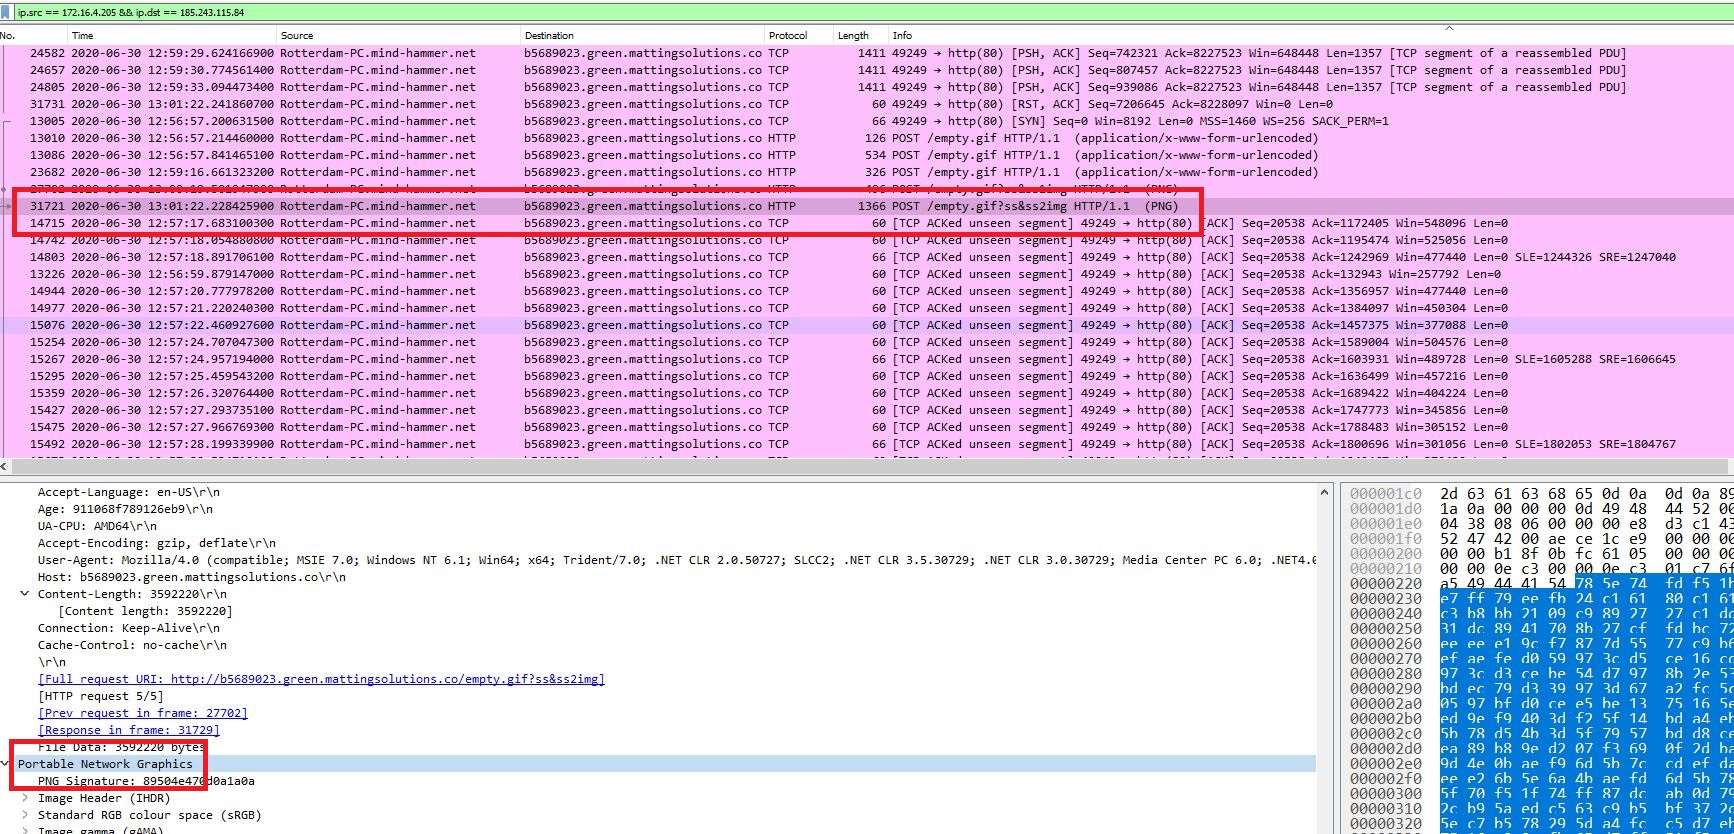 ip.src == 172.16.4.205 && ip.dst == 185.243.115.84
No. Time Source Destination Protocol Length Info
24582 2020-06-30 12:59:29.624166900 Rotterdam-PC.mind-hammer.net b5689023.green.mattingsolutions.co TCP 1411 49249 → http(80) [PSH, ACK] Seq=742321 Ack=8227523 Win=648448 Len=1357 [TCP segment of a reassembled PDU]
24657 2020-06-30 12:59:30.774561400 Rotterdam-PC.mind-hammer.net b5689023.green.mattingsolutions.co TCP 1411 49249 → http(80) [PSH, ACK] Seq=807457 Ack=8227523 Win=648448 Len=1357 [TCP segment of a reassembled PDU]
24805 2020-06-30 12:59:33.094473400 Rotterdam-PC.mind-hammer.net b5689023.green.mattingsolutions.co TCP 1411 49249 → http(80) [PSH, ACK] Seq=939086 Ack=8227523 Win=648448 Len=1357 [TCP segment of a reassembled PDU]
31731 2020-06-30 13:01:22.241860700 Rotterdam-PC.mind-hammer.net b5689023.green.mattingsolutions.co TCP 60 49249 → http(80) [RST, ACK] Seq=7206645 Ack=8228097 Win=0 Len=0
13005 2020-06-30 12:56:57.200631500 Rotterdam-PC.mind-hammer.net b5689023.green.mattingsolutions.co TCP 66 49249 → http(80) [SYN] Seq=0 Win=8192 Len=0 MSS=1460 WS=256 SACK_PERM=1
13010 2020-06-30 12:56:57.214460000 Rotterdam-PC.mind-hammer.net b5689023.green.mattingsolutions.co HTTP 126 POST /empty.gif HTTP/1.1 (application/x-www-form-urlencoded)
13086 2020-06-30 12:56:57.841465100 Rotterdam-PC.mind-hammer.net b5689023.green.mattingsolutions.co HTTP 534 POST /empty.gif HTTP/1.1 (application/x-www-form-urlencoded)
23682 2020-06-30 12:59:16.661323200 Rotterdam-PC.mind-hammer.net b5689023.green.mattingsolutions.co HTTP 326 POST /empty.gif HTTP/1.1 (application/x-www-form-urlencoded)
POST /empty.gif?ss&ss1img HTTP/1.1 (PNG)
31721 2020-06-30 13:01:22.228425900 Rotterdam-PC.mind-hammer.net b5689023.green.mattingsolutions.co HTTP 1366 POST /empty.gif?ss&ss2img HTTP/1.1 (PNG)
14715 2020-06-30 12:57:17.683100300 Rotterdam-PC.mind-hammer.net b5689023.green.mattingsolutions.co TCP 60 [TCP ACKed unseen segment] 49249 → http(80) [ACK] Seq=20538 Ack=1172405 Win=548096 Len=0
14742 2020-06-30 12:57:18.054880800 Rotterdam-PC.mind-hammer.net b5689023.green.mattingsolutions.co TCP 60 [TCP ACKed unseen segment] 49249 → http(80) [ACK] Seq=20538 Ack=1195474 Win=525056 Len=0
14803 2020-06-30 12:57:18.891706100 Rotterdam-PC.mind-hammer.net b5689023.green.mattingsolutions.co TCP 66 [TCP ACKed unseen segment] 49249 → http(80) [ACK] Seq=20538 Ack=1242969 Win=477440 Len=0 SLE=1244326 SRE=1247040
13226 2020-06-30 12:56:59.879147000 Rotterdam-PC.mind-hammer.net b5689023.green.mattingsolutions.co TCP 60 [TCP ACKed unseen segment] 49249 → http(80) [ACK] Seq=20538 Ack=132943 Win=257792 Len=0
14944 2020-06-30 12:57:20.777978200 Rotterdam-PC.mind-hammer.net b5689023.green.mattingsolutions.co TCP 60 [TCP ACKed unseen segment] 49249 → http(80) [ACK] Seq=20538 Ack=1356957 Win=477440 Len=0
14977 2020-06-30 12:57:21.220240300 Rotterdam-PC.mind-hammer.net b5689023.green.mattingsolutions.co TCP 60 [TCP ACKed unseen segment] 49249 → http(80) [ACK] Seq=20538 Ack=1384097 Win=450304 Len=0
15076 2020-06-30 12:57:22.460927600 Rotterdam-PC.mind-hammer.net b5689023.green.mattingsolutions.co TCP 60 [TCP ACKed unseen segment] 49249 → http(80) [ACK] Seq=20538 Ack=1457375 Win=377088 Len=0
15254 2020-06-30 12:57:24.707047300 Rotterdam-PC.mind-hammer.net b5689023.green.mattingsolutions.co TCP 60 [TCP ACKed unseen segment] 49249 → http(80) [ACK] Seq=20538 Ack=1589004 Win=504576 Len=0
15267 2020-06-30 12:57:24.957194000 Rotterdam-PC.mind-hammer.net b5689023.green.mattingsolutions.co TCP 66 [TCP ACKed unseen segment] 49249 → http(80) [ACK] Seq=20538 Ack=1603931 Win=489728 Len=0 SLE=1605288 SRE=1606645
15295 2020-06-30 12:57:25.459543200 Rotterdam-PC.mind-hammer.net b5689023.green.mattingsolutions.co TCP 60 [TCP ACKed unseen segment] 49249 → http(80) [ACK] Seq=20538 Ack=1636499 Win=457216 Len=0
15359 2020-06-30 12:57:26.320764400 Rotterdam-PC.mind-hammer.net b5689023.green.mattingsolutions.co TCP 60 [TCP ACKed unseen segment] 49249 → http(80) [ACK] Seq=20538 Ack=1689422 Win=404224 Len=0
15427 2020-06-30 12:57:27.293735100 Rotterdam-PC.mind-hammer.net b5689023.green.mattingsolutions.co TCP 60 [TCP ACKed unseen segment] 49249 → http(80) [ACK] Seq=20538 Ack=1747773 Win=345856 Len=0
15475 2020-06-30 12:57:27.966769300 Rotterdam-PC.mind-hammer.net b5689023.green.mattingsolutions.co TCP 60 [TCP ACKed unseen segment] 49249 → http(80) [ACK] Seq=20538 Ack=1788483 Win=305152 Len=0
15492 2020-06-30 12:57:28.199339900 Rotterdam-PC.mind-hammer.net b5689023.green.mattingsolutions.co TCP 66 [TCP ACKed unseen segment] 49249 → http(80) [ACK] Seq=20538 Ack=1800696 Win=301056 Len=0 SLE=1802053 SRE=1804767
Accept-Language: en-US\r\n
Age: 911068f789126eb9\r\n
UA-CPU: AMD64\r\n
Accept-Encoding: gzip, deflate\r\n
User-Agent: Mozilla/4.0 (compatible; MSIE 7.0; Windows NT 6.1; Win64; x64; Trident/7.0; .NET CLR 2.0.50727; SLCC2; .NET CLR 3.5.30729; .NET CLR 3.0.30729; Media Center PC 6.0; .NET4.0
Host: b5689023.green.mattingsolutions.co\r\n
Content-Length: 3592220\r\n
[Content length: 3592220]
Connection: Keep-Alive\r\n
Cache-Control: no-cache\r\n
\r\n
[Full request URI: http://b5689023.green.mattingsolutions.co/empty.gif?ss&ss2img]
[HTTP request 5/5]
[Prev request in frame: 27702]
[Response in frame: 31729]
File Data: 3592220 bytes
Portable Network Graphics
PNG Signature: 89504e470d0a1a0a
Image Header (IHDR)
Standard RGB colour space (sRGB)
Image gamma (gAMA)
000001c0 2d 63 61 63 68 65 0d 0a 0d 0a 89
000001d0 1a 0a 00 00 00 0d 49 48 44 52 00
000001e0 04 38 08 06 00 00 00 e8 d3 c1 43
000001f0 52 47 42 00 ae ce 1c e9 00 00 00
00000200 00 00 b1 8f 0b fc 61 05 00 00 00
00000210 00 00 0e c3 00 00 0e c3 01 c7 6f
00000220 a5 49 44 41 54 78 5e 74 fd f5 1b
00000230 e7 ff 79 ee fb 24 c1 61 80 c1 61
00000240 c3 b8 bb 21 09 c9 89 27 27 c1 dc
00000250 31 dc 89 41 70 8b 27 cf fd bc 72
00000260 ee ee e1 9c f7 87 7d 55 77 c9 b6
00000270 ef ae fe d0 59 97 3c d5 ce 16 cc
00000280 97 3c d3 ce be 54 d7 97 8b 2e 53
00000290 bd ec 79 d3 39 97 3d 67 a2 fc 5c
000002a0 05 97 bf d0 ce e5 be 13 75 16 5e
000002b0 ed 9e f9 40 3d f2 5f 14 bd a4 eb
000002c0 5b 78 d5 4b 3d 5f 79 57 bd d8 ce
000002d0 ea 89 b8 9e d2 07 f3 69 0f 2d ba
000002e0 9d 4e 0b ae f9 6d 5b 7c cd ef da
000002f0 ee e2 6b 5e 6a 4b ae fd 6d 5b 78
00000300 5f 70 f5 1f 74 ff 87 dc ab 0d 79
00000310 2c b9 5a ed c5 63 c9 b5 bf 37 2c
00000320 5e c7 b5 78 29 5d a4 fc c5 d7 eb